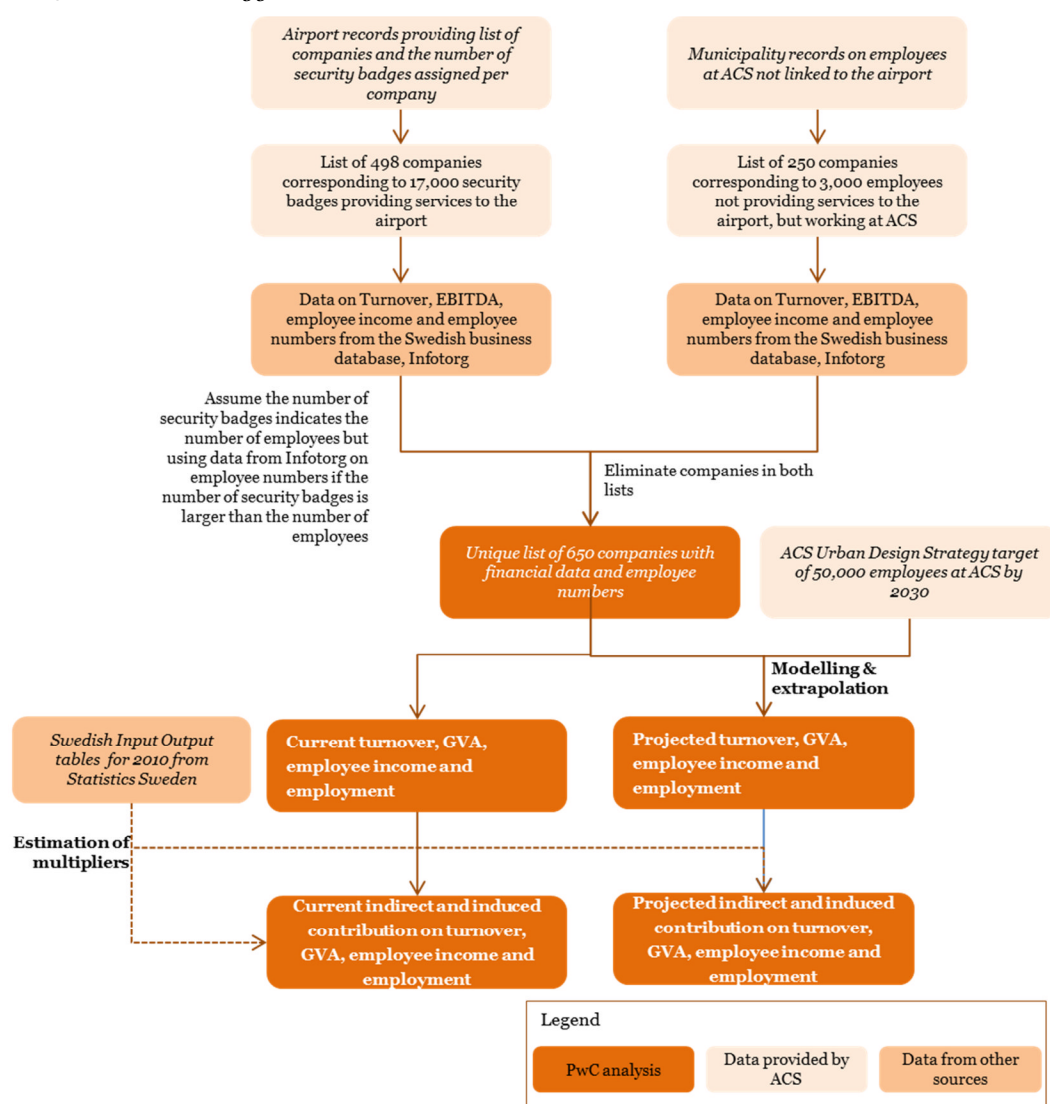 Airport records providing list of
companies and the number of
security badges assigned per
company
Municipality records on employees
at ACS not linked to the airport
List of 498 companies
corresponding to 17,000 security
badges providing services to the
airport
List of 250 companies
corresponding to 3,000 employees
not providing services to the
airport, but working at ACS
Data on Turnover, EBITDA,
employee income and employee
numbers from the Swedish business
database, Infotorg
Data on Turnover, EBITDA,
employee income and employee
numbers from the Swedish business
database, Infotorg
Assume the number of
security badges indicates the
number of employees but
using data from Infotorg on
employee numbers if the
number of security badges is
larger than the number of
employees
Eliminate companies in both
lists
Unique list of 650 companies with
financial data and employee
numbers
ACS Urban Design Strategy target
of 50,000 employees at ACS by
2030
Modelling &
extrapolation
Swedish Input Output
tables for 2010 from
Statistics Sweden
Current turnover, GVA,
employee income and
employment
Projected turnover, GVA,
employee income and
employment
Estimation of
multipliers
Current indirect and induced
contribution on turnover,
GVA, employee income and
employment
Projected indirect and induced
contribution on turnover,
GVA, employee income and
employment
Legend
PwC analysis
Data provided by
ACS
Data from other
sources